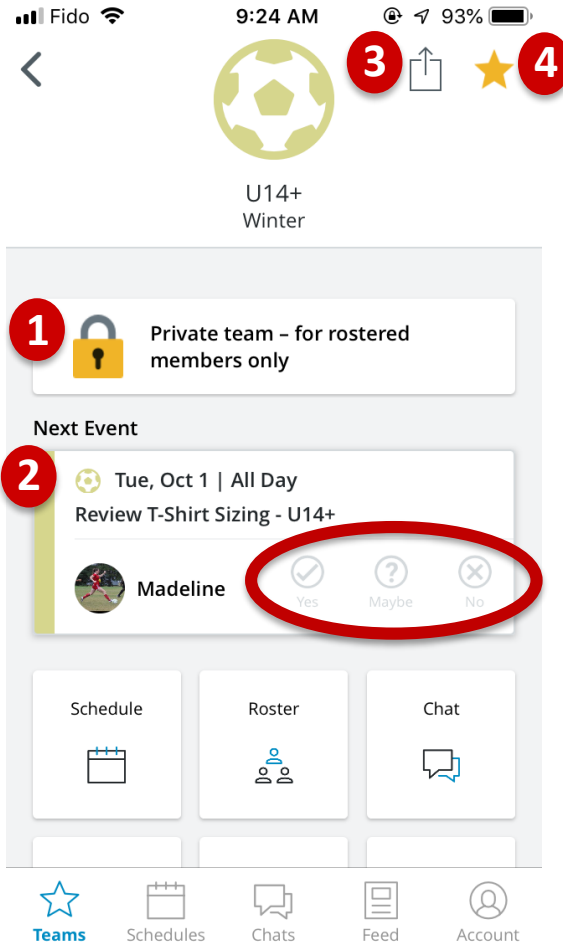 Fido 9:24 AM 93%
3
4
U14+
Winter
1
Private team – for rostered
members only
Next Event
2
Tue, Oct 1 | All Day
Review T-Shirt Sizing - U14+
Madeline
Yes Maybe No
Schedule Roster Chat
Teams Schedules Chats Feed Account